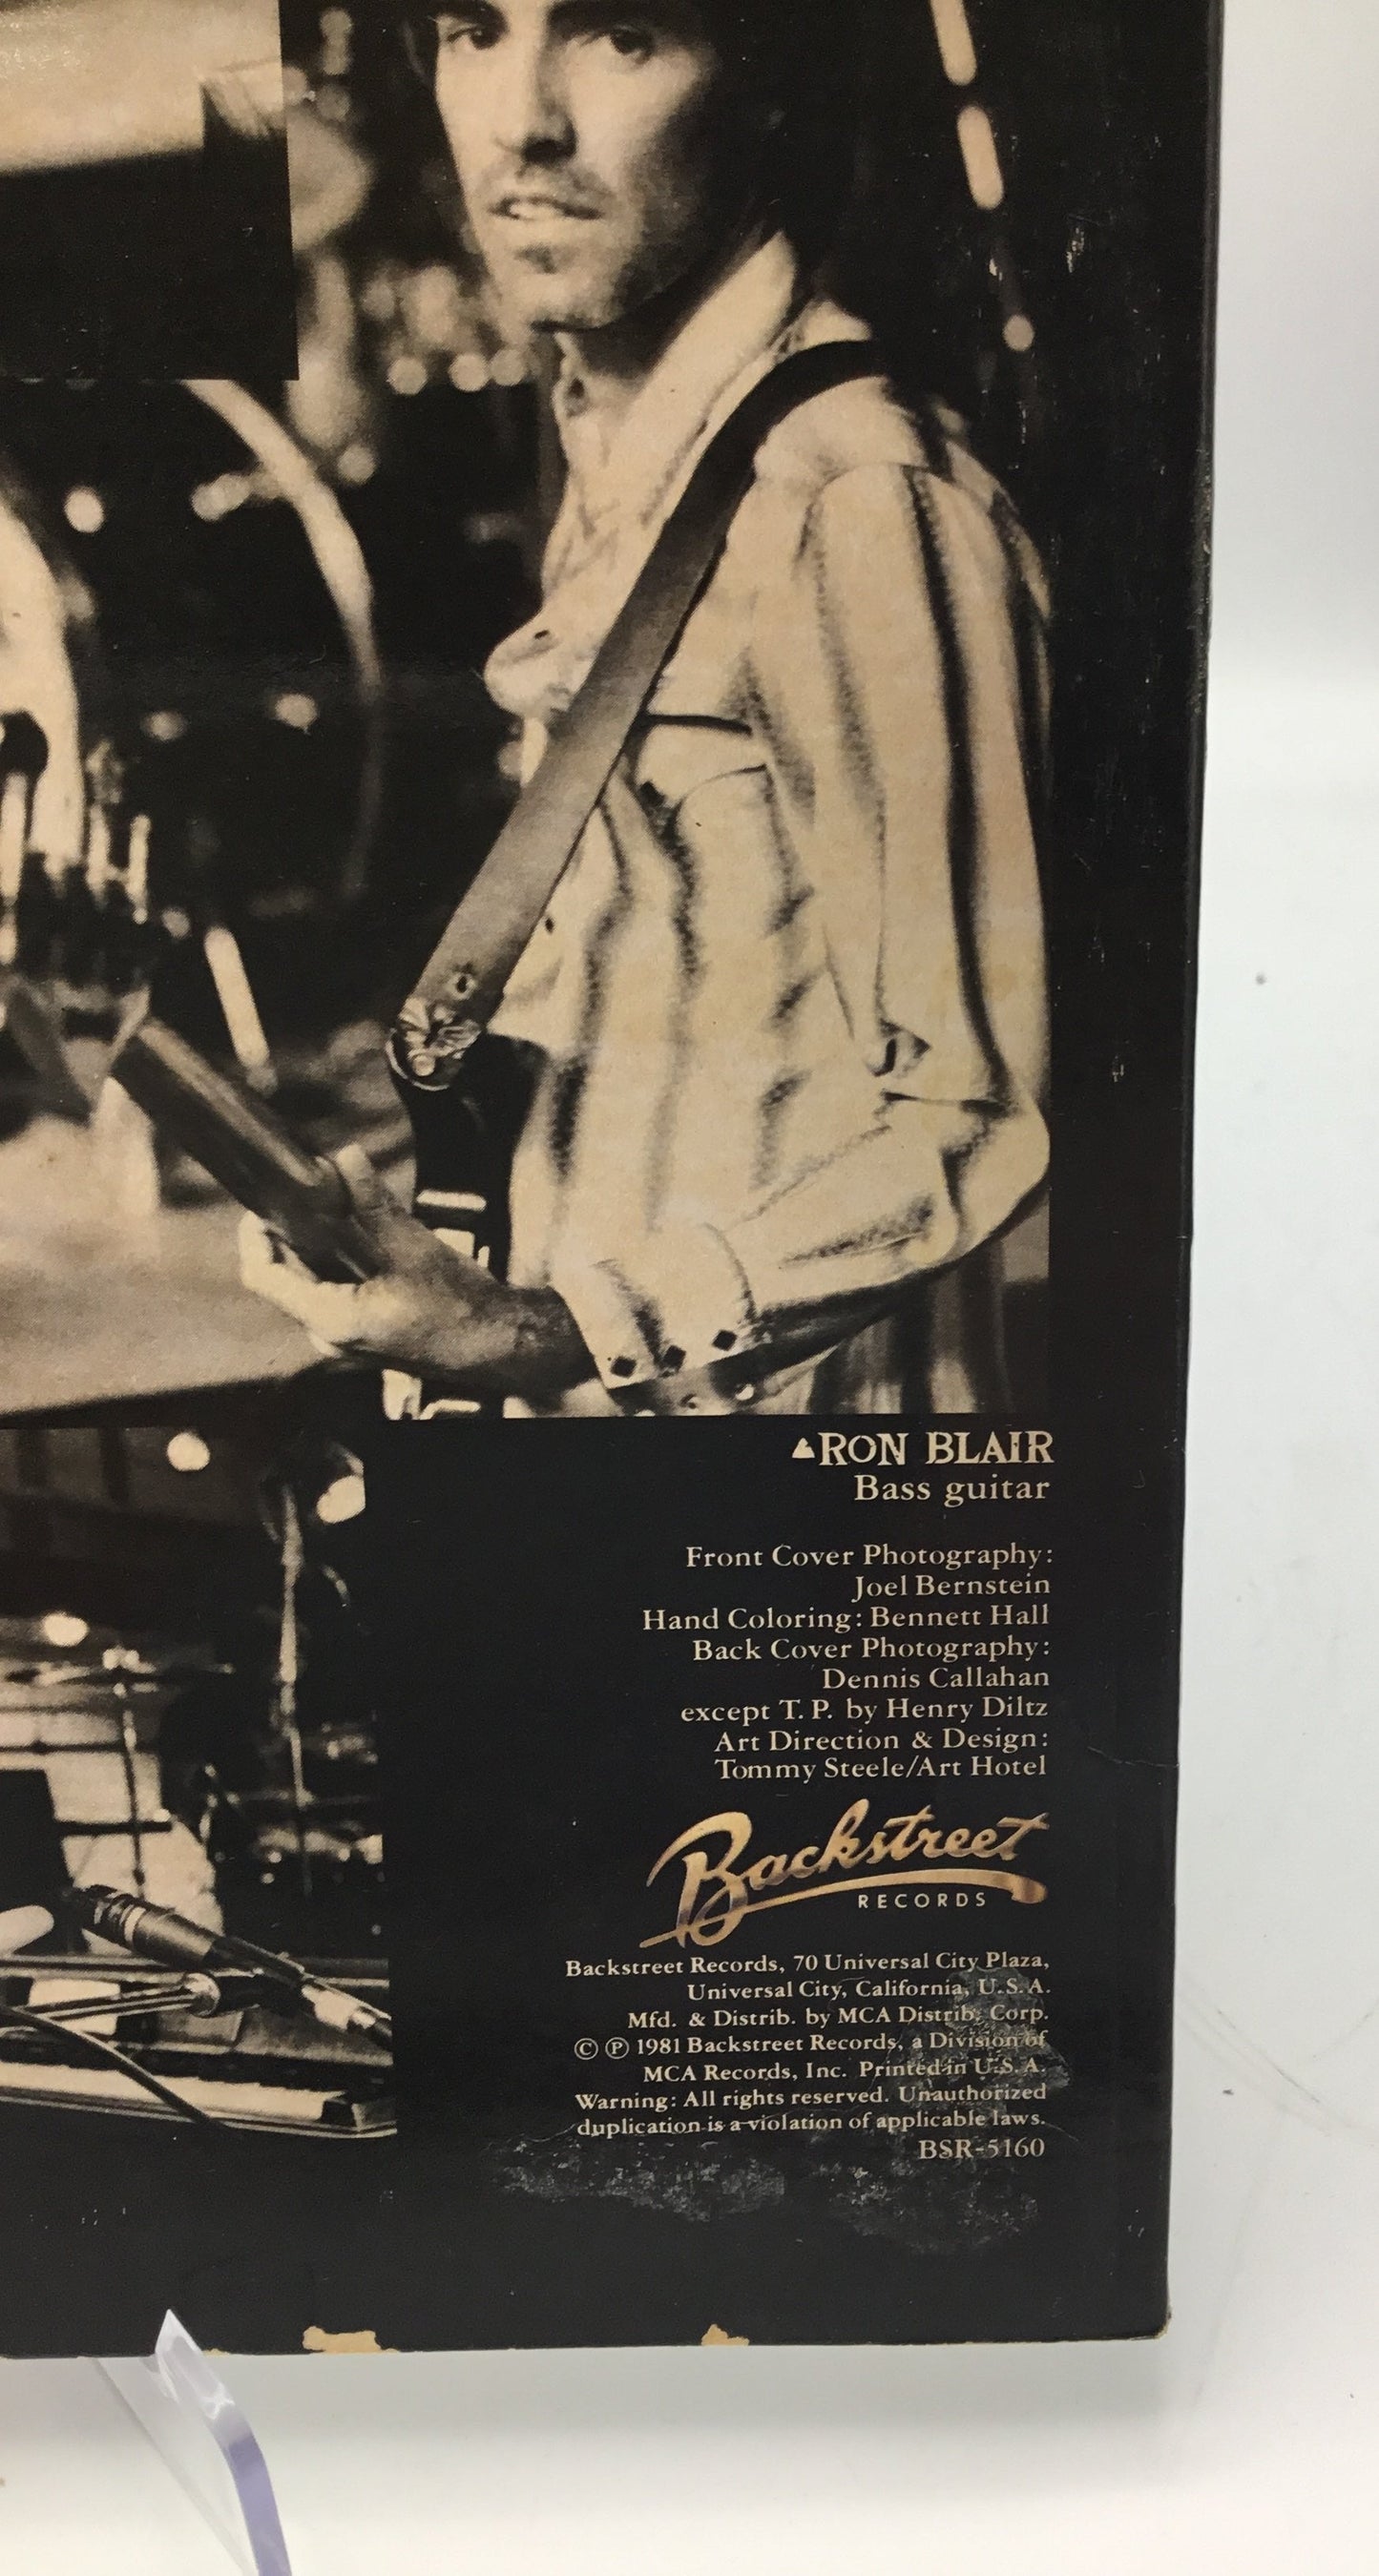 RON BLAIR
Bass guitar
Front Cover Photography:
Joel Bernstein
Hand Coloring: Bennett Hall
Back Cover Photography:
Dennis Callahan
except T. P. by Henry Diltz
Art Direction & Design:
Tommy Steele/Art Hotel
Backstreet
RECORDS
Backstreet Records, 70 Universal City Plaza,
Universal City, California, U.S.A.
Mfd. & Distrib. by MCA Distrib. Corp.
© ℗ 1981 Backstreet Records, a Division of
MCA Records, Inc. Printed in U.S.A.
Warning: All rights reserved. Unauthorized
duplication is a violation of applicable laws.
BSR-5160